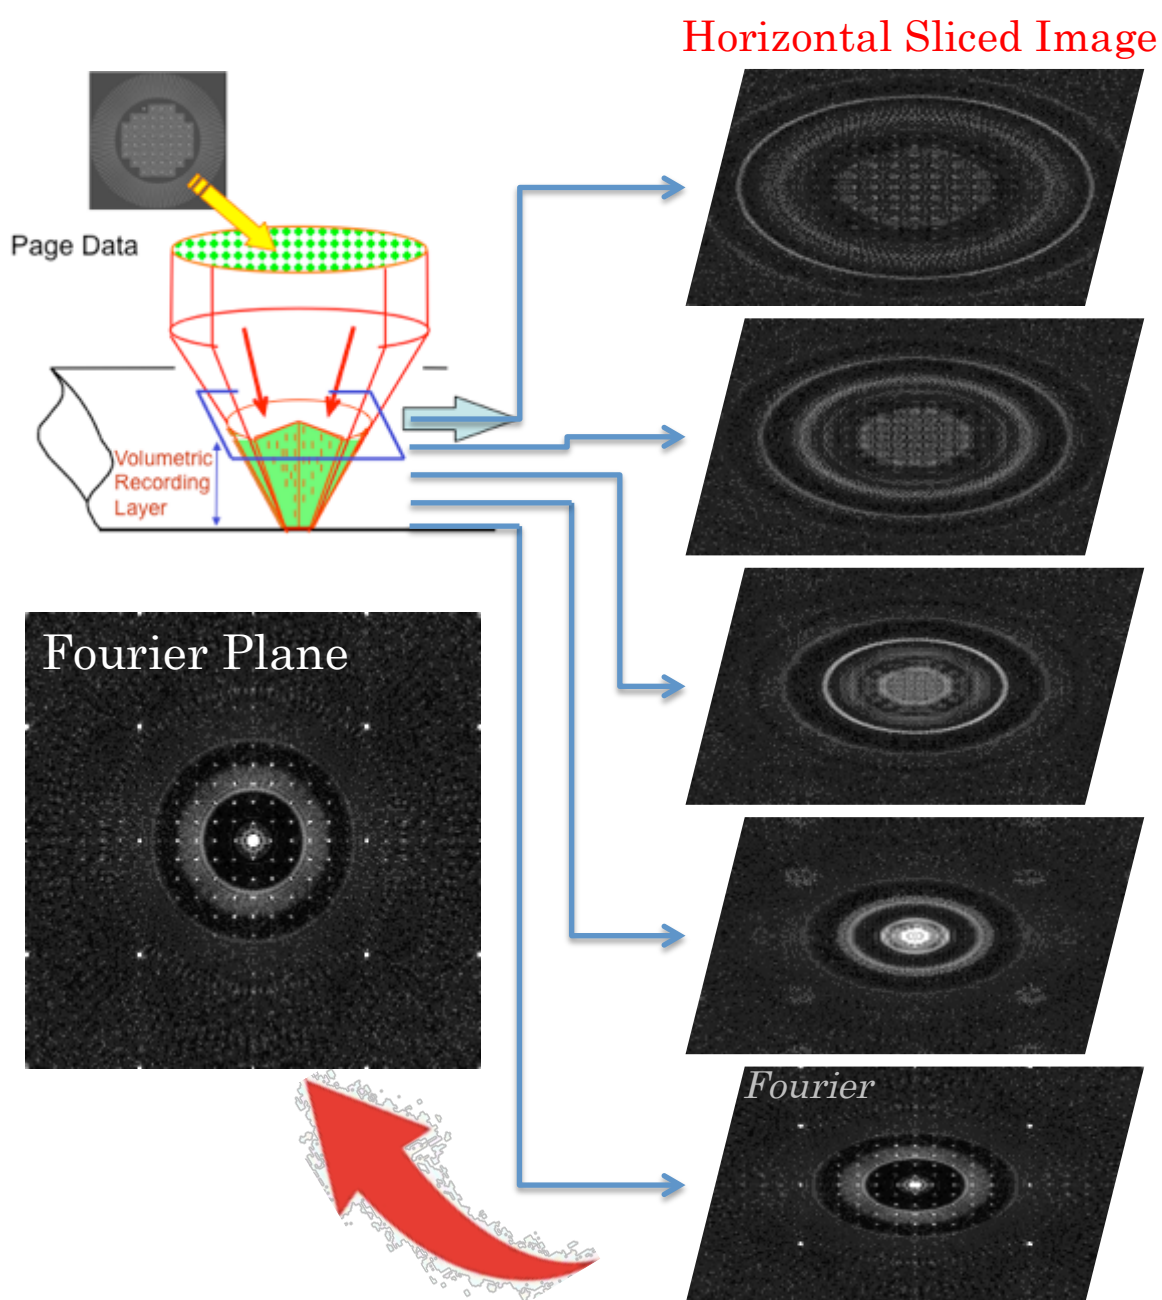 Horizontal Sliced Image
Page Data
Volumetric
Recording
Layer
Fourier Plane
Fourier